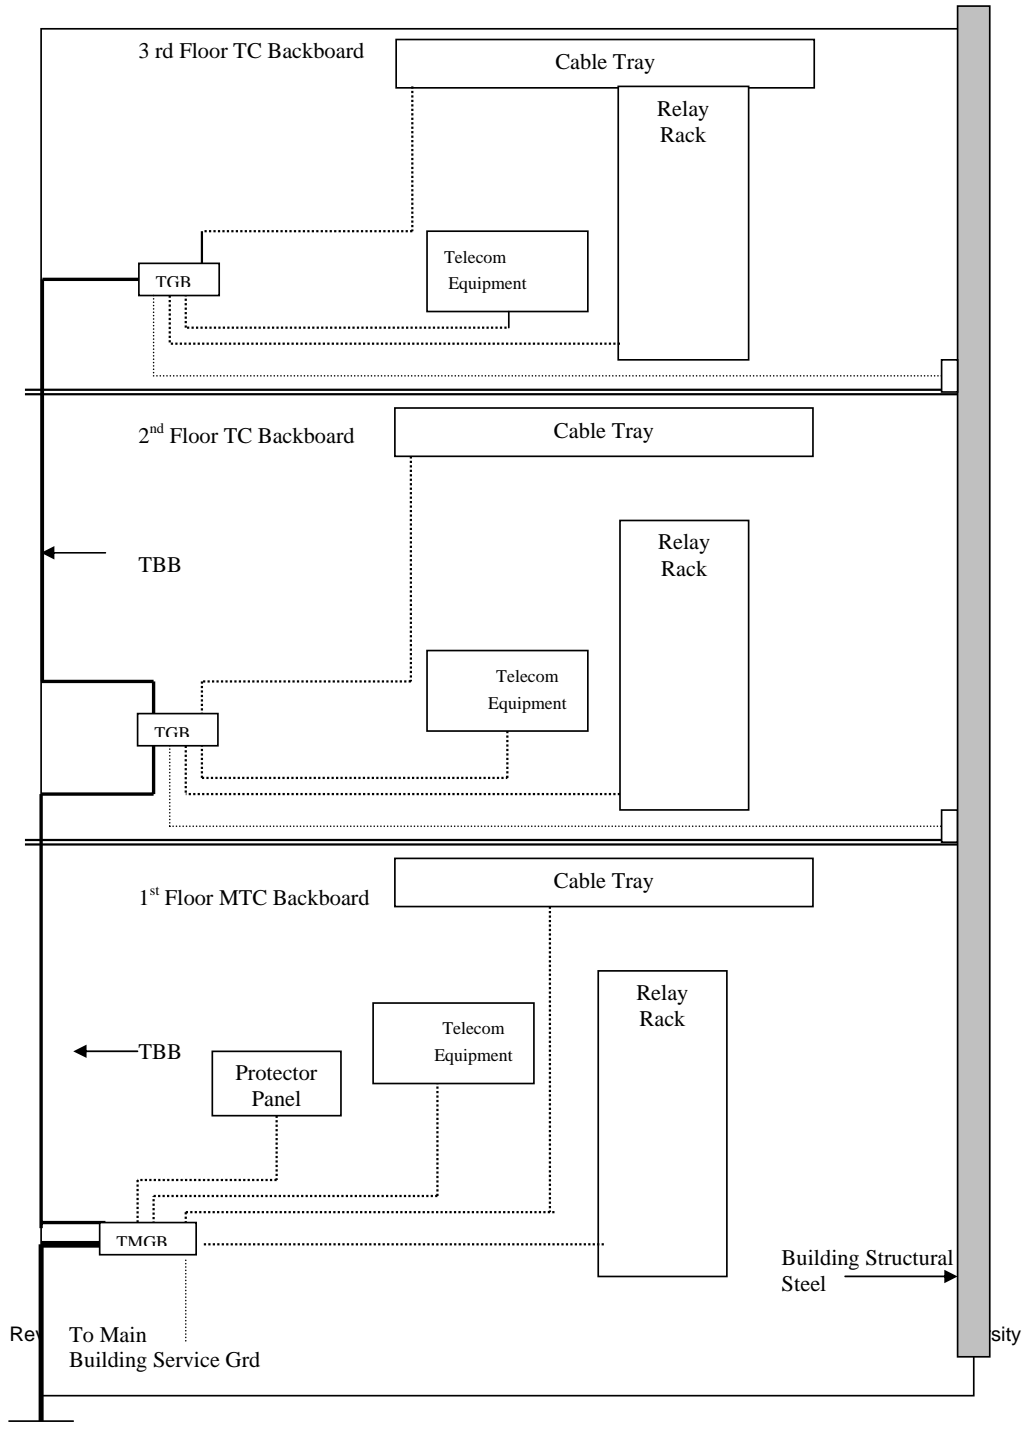 3 rd Floor TC Backboard
Cable Tray
Relay
Rack
Telecom
Equipment
TGB
2nd Floor TC Backboard
Cable Tray
Relay
Rack
TBB
Telecom
Equipment
TGB
1st Floor MTC Backboard
Cable Tray
Relay
Rack
Telecom
Equipment
TBB
Protector
Panel
TMGB
Building Structural
Steel
To Main
Building Service Grd